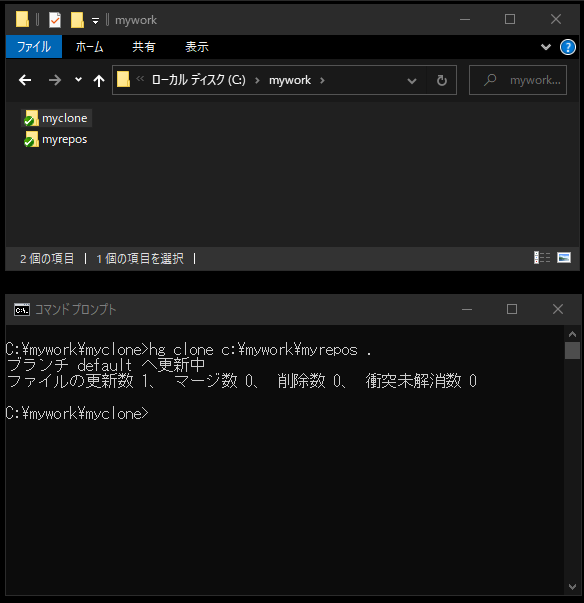 mywork
ファイル ホーム 共有 表示
ローカル ディスク (C:) mywork mywork...
myclone
myrepos
2 個の項目 1 個の項目を選択
コマンド プロンプト
C:¥mywork¥myclone>hg clone c:¥mywork¥myrepos .
ブランチ default へ更新中
ファイルの更新数 1、 マージ数 0、 削除数 0、 衝突未解消数 0
C:¥mywork¥myclone>